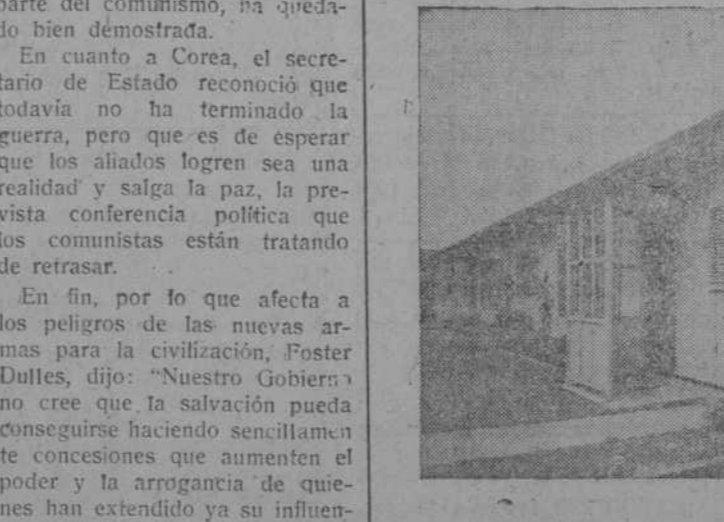 parte del comunismo, ha queda-
do bien demostrada.
En cuanto a Corea, el secre-
tario de Estado reconoció que
todavía no ha terminado la
guerra, pero que es de esperar
que los aliados logren sea una
realidad y salga la paz, la pre-
vista conferencia política que
los comunistas están tratando
de retrasar.
En fin, por lo que afecta a
los peligros de las nuevas ar-
mas para la civilización, Foster
Dulles, dijo: "Nuestro Gobierno
no cree que la salvación pueda
conseguirse haciendo sencillamen
te concesiones que aumenten el
poder y la arrogancia de quie-
nes han extendido ya su influen-